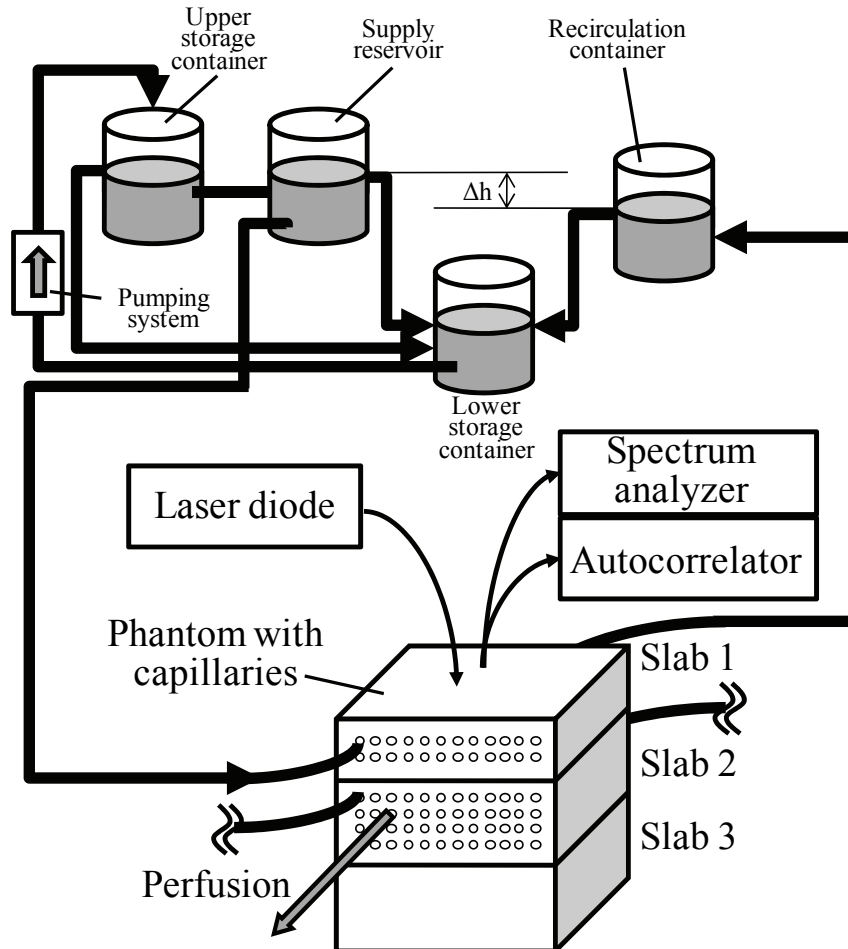 Upper
storage
container
Supply
reservoir
Recirculation
container
Δh
Pumping
system
Lower
storage
container
Laser diode
Spectrum
analyzer
Autocorrelator
Phantom with
capillaries
Slab 1
Slab 2
Slab 3
Perfusion